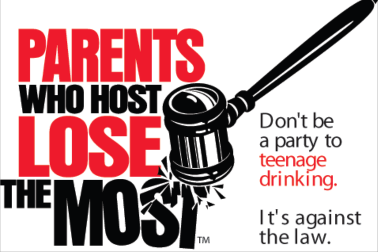 PARENTS
WHO HOST
LOSE
THE MOST
TM
Don't be
a party to
teenage
drinking.
It's against
the law.